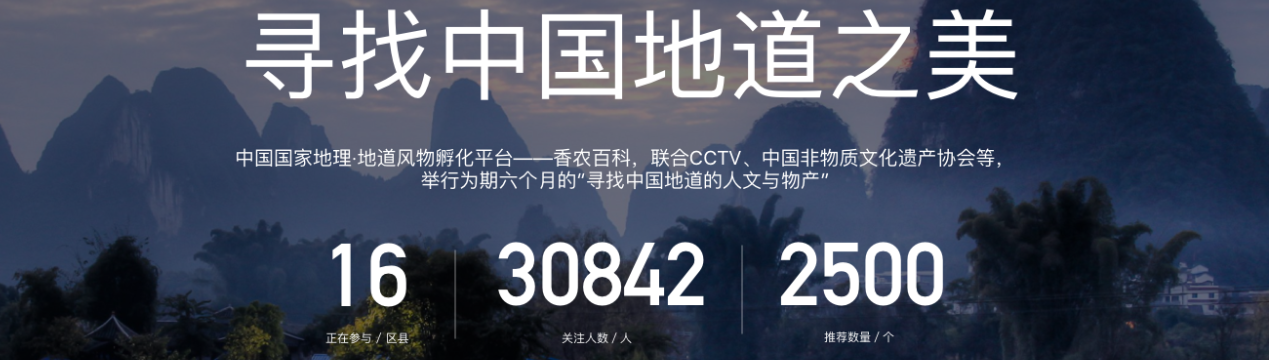 寻找中国地道之美
中国国家地理·地道风物孵化平台——香农百科，联合CCTV、中国非物质文化遗产协会等，
举行为期六个月的“寻找中国地道的人文与物产”
16
30842
2500
正在参与 / 区县
关注人数 / 人
推荐数量 / 个